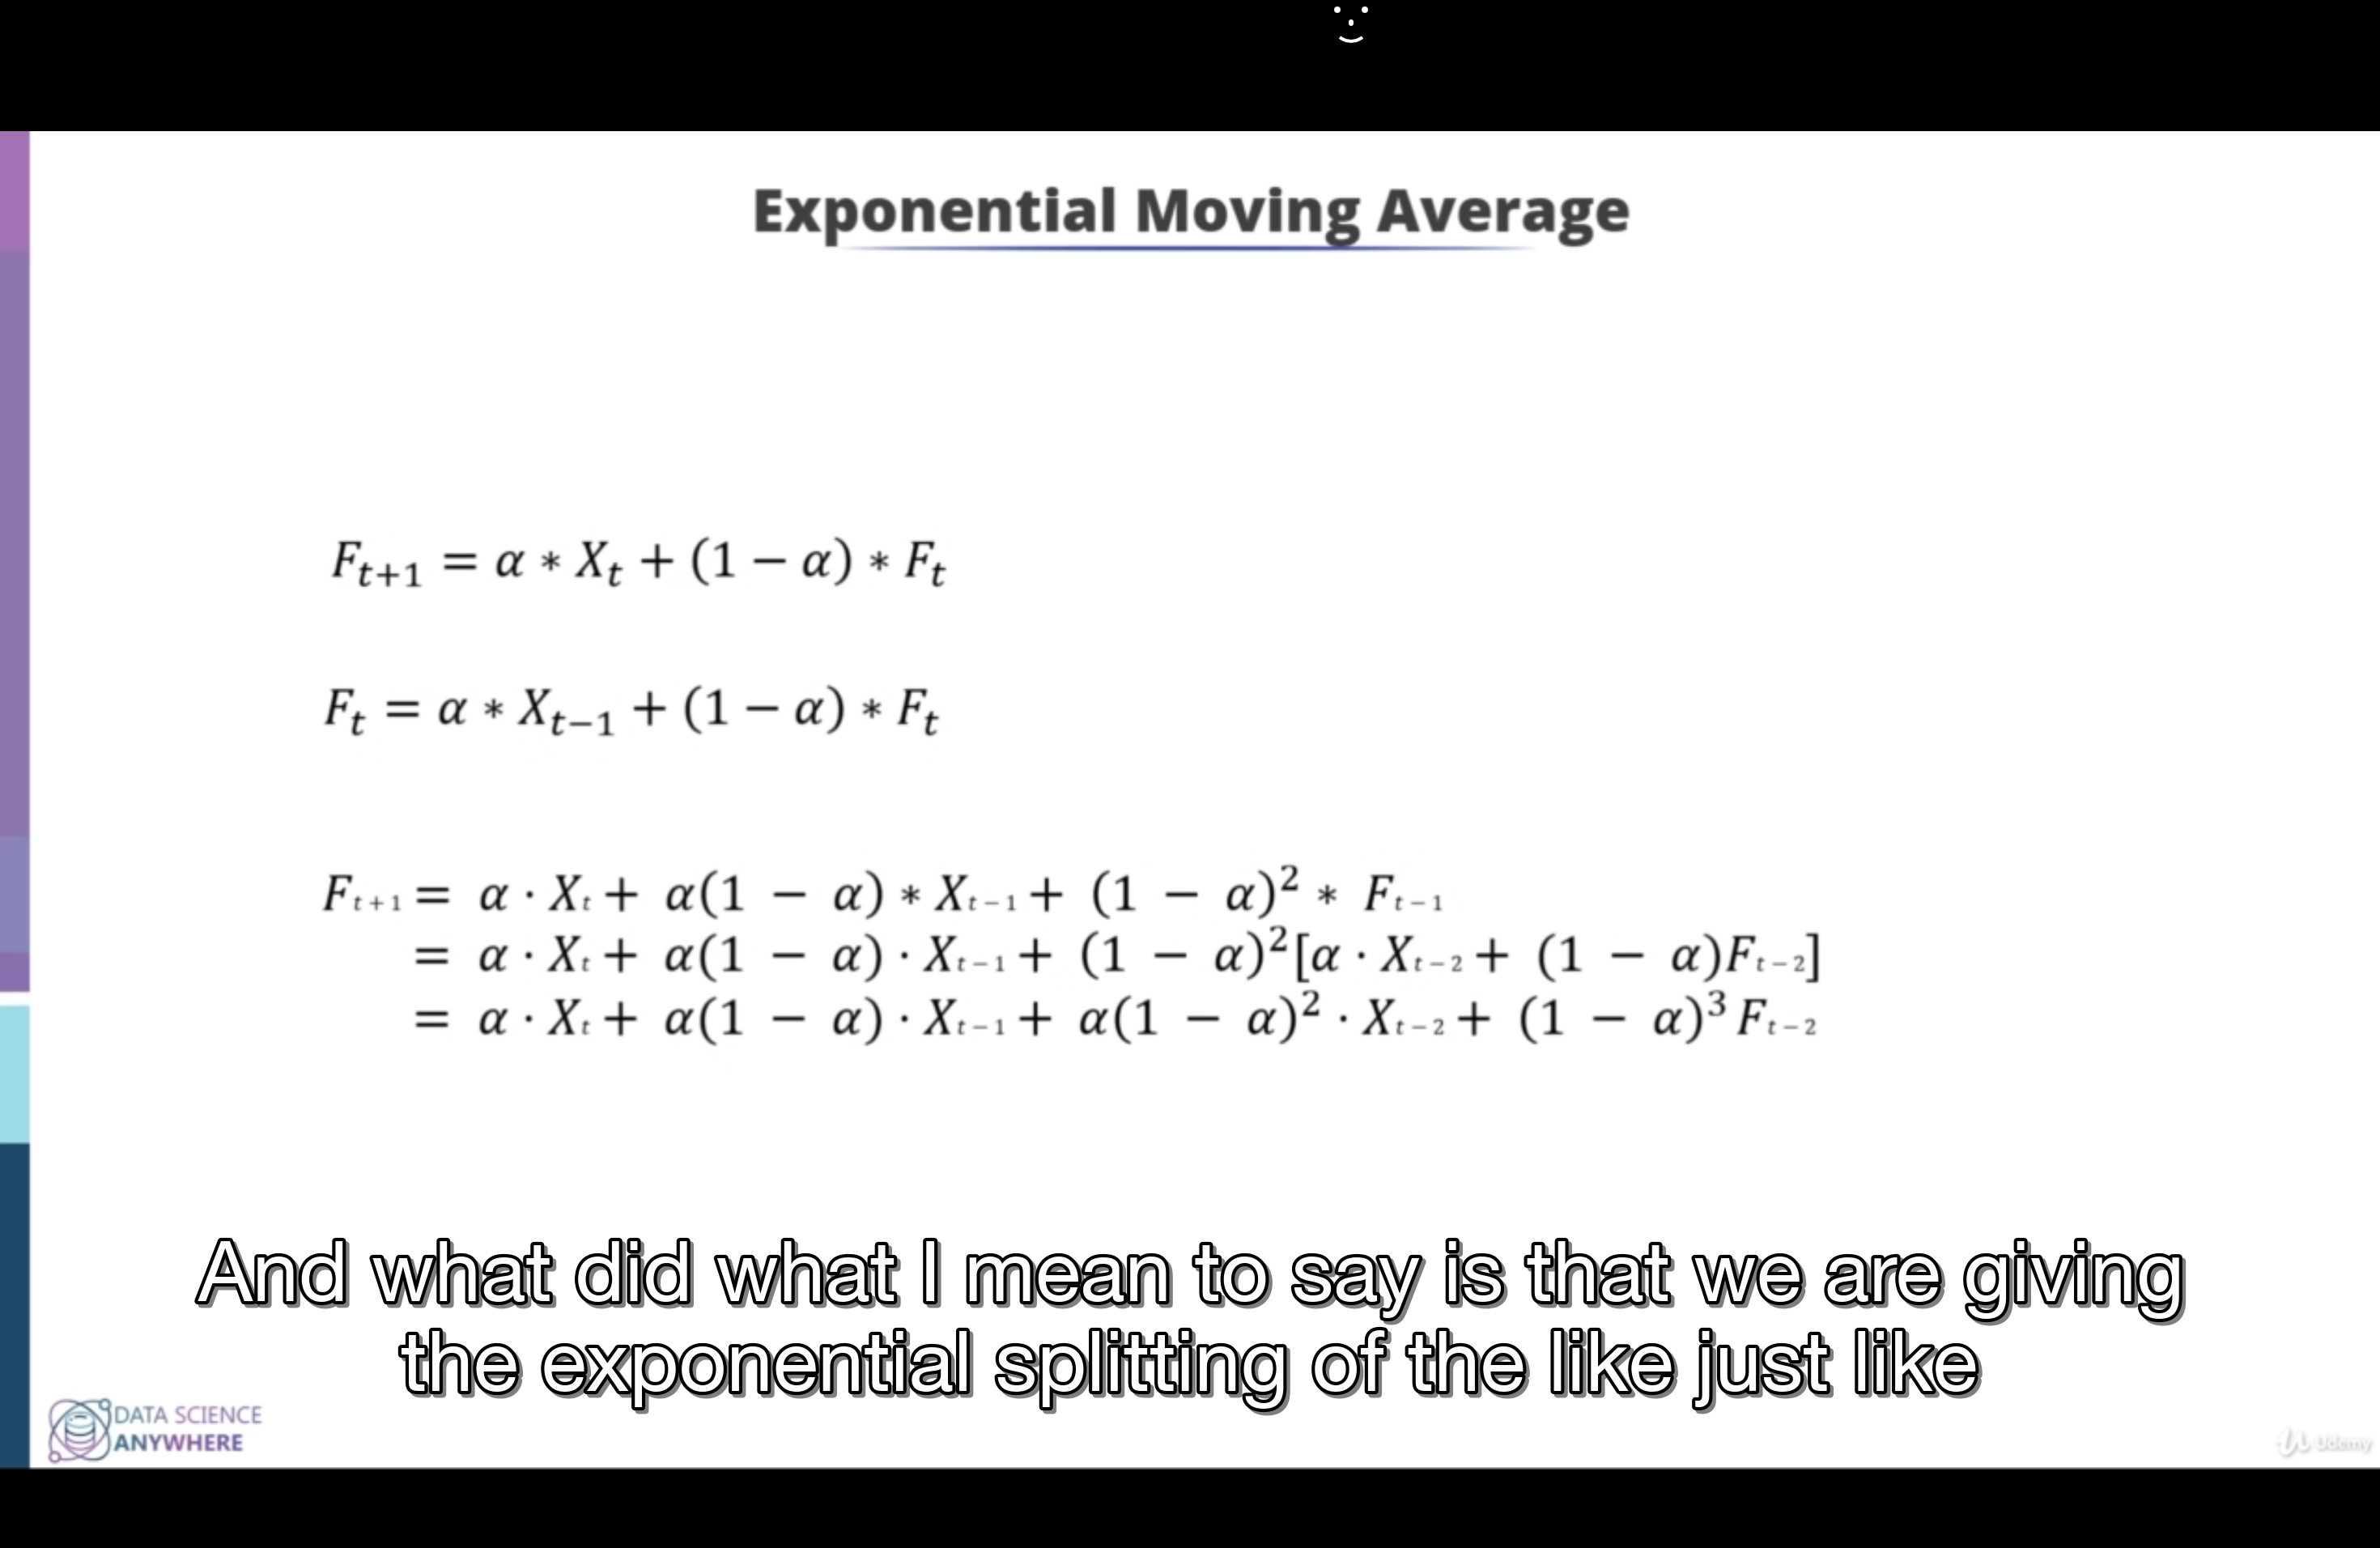 Exponential Moving Average
F_{t+1} = α * X_t + (1 − α) * F_t
F_t = α * X_{t−1} + (1 − α) * F_t
F_{t+1} = α · X_t + α(1 − α) * X_{t−1} + (1 − α)² * F_{t−1}
= α · X_t + α(1 − α) · X_{t−1} + (1 − α)²[α · X_{t−2} + (1 − α)F_{t−2}]
= α · X_t + α(1 − α) · X_{t−1} + α(1 − α)² · X_{t−2} + (1 − α)³ F_{t−2}
And what did what I mean to say is that we are giving
the exponential splitting of the like just like
DATA SCIENCE
ANYWHERE
Udemy